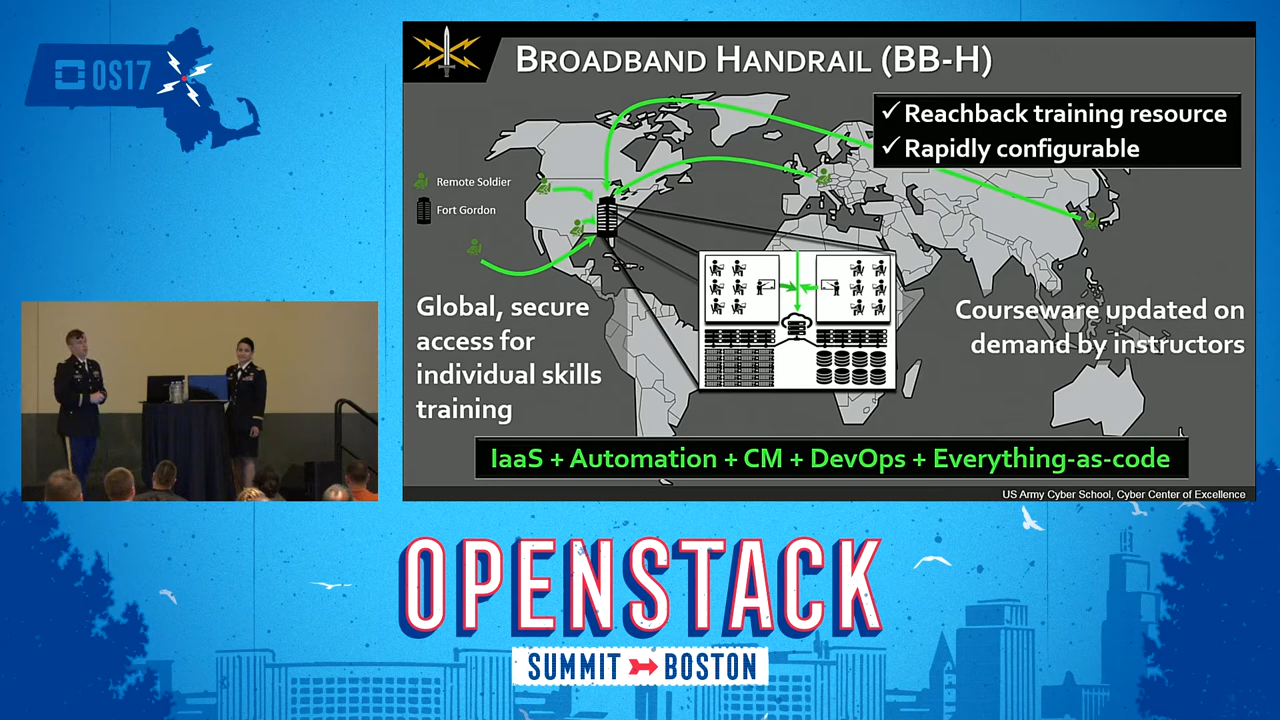 OS17
BROADBAND HANDRAIL (BB-H)
✓ Reachback training resource
✓ Rapidly configurable
Remote Soldier
Fort Gordon
Global, secure
access for
individual skills
training
Courseware updated on
demand by instructors
IaaS + Automation + CM + DevOps + Everything-as-code
US Army Cyber School, Cyber Center of Excellence
OPENSTACK
SUMMIT BOSTON